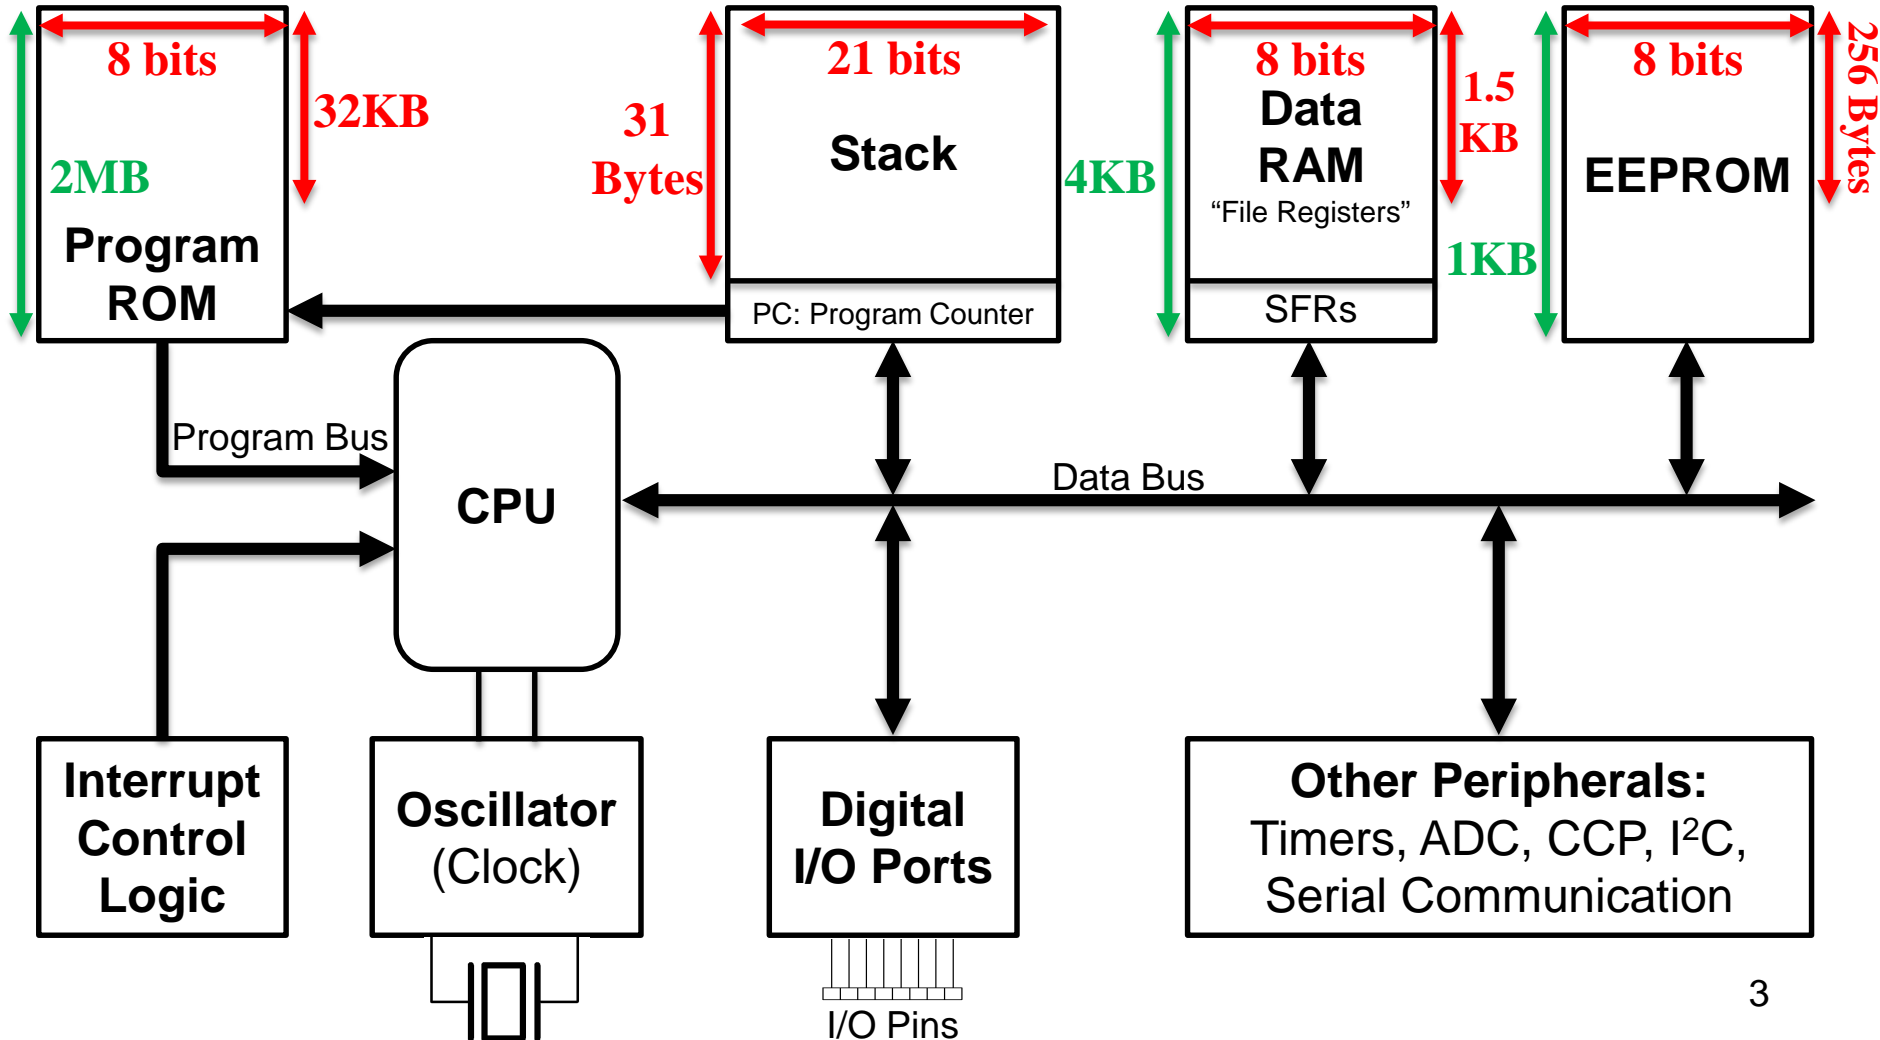 8 bits
32KB
2MB
Program
ROM
21 bits
31
Bytes
Stack
PC: Program Counter
8 bits
Data
RAM
“File Registers”
1.5
KB
4KB
SFRs
8 bits
256 Bytes
EEPROM
1KB
Program Bus
CPU
Data Bus
Interrupt
Control
Logic
Oscillator
(Clock)
Digital
I/O Ports
I/O Pins
Other Peripherals:
Timers, ADC, CCP, I²C,
Serial Communication
3